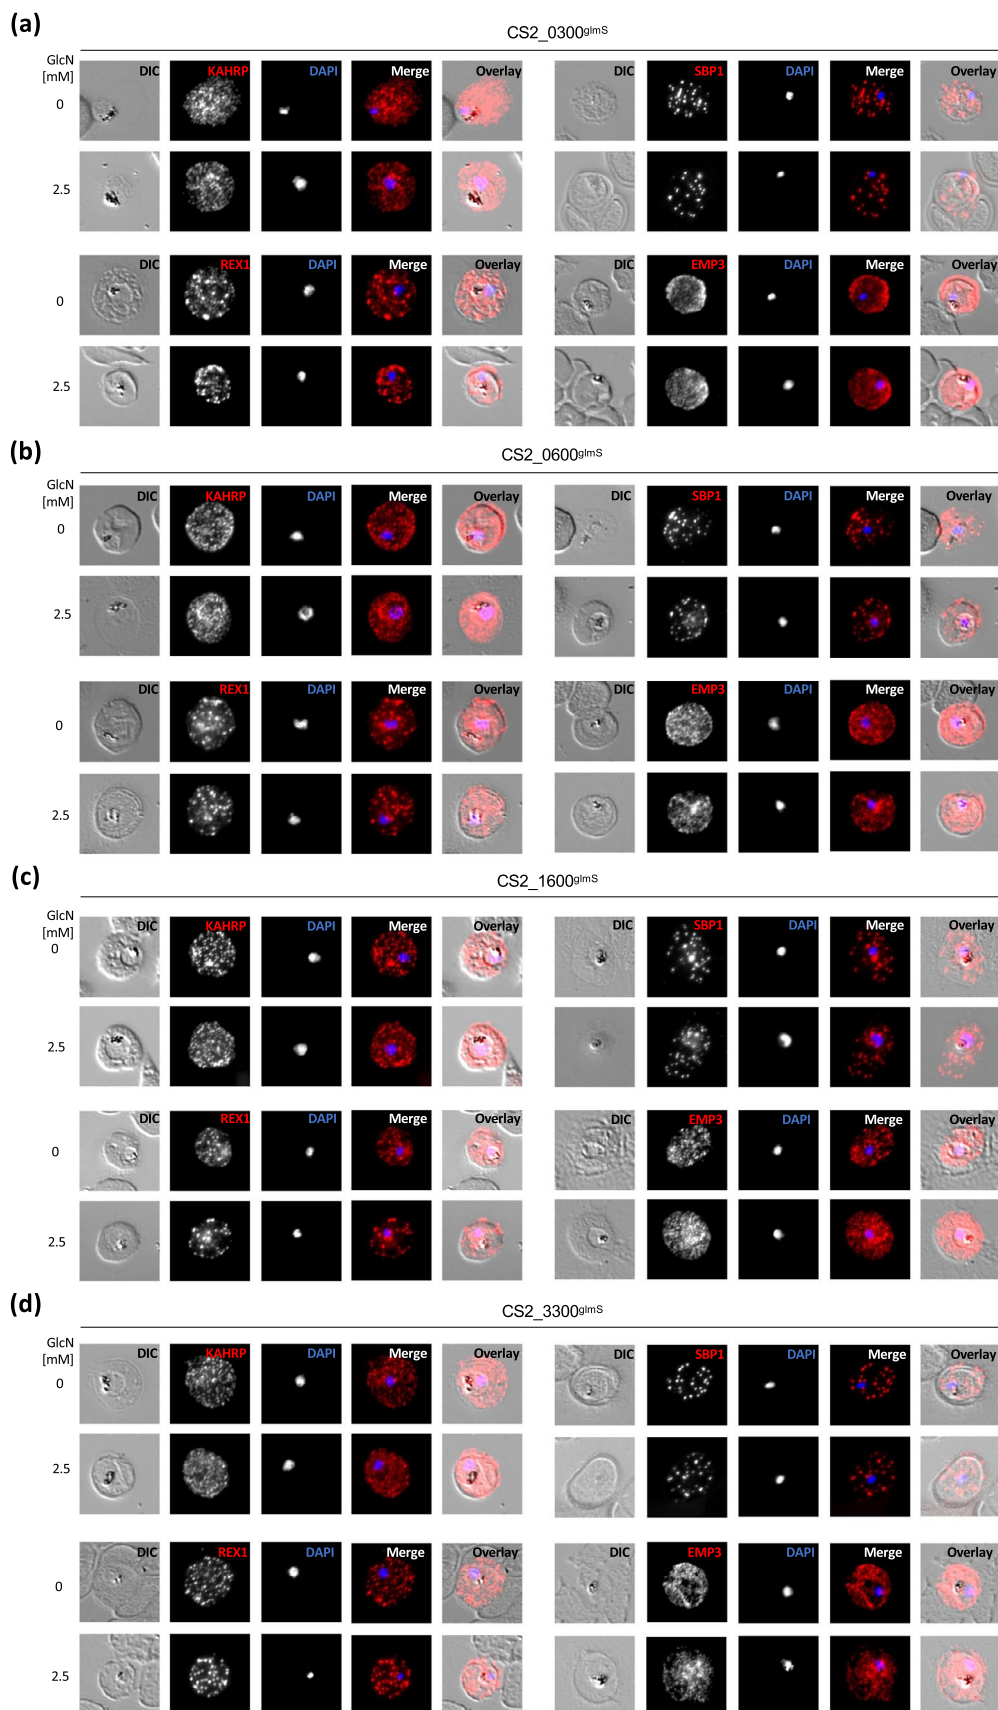 (a)
CS2_0300glmS
GlcN
[mM]
DIC KAHRP DAPI Merge Overlay DIC SBP1 DAPI Merge Overlay
0
2.5
DIC REX1 DAPI Merge Overlay DIC EMP3 DAPI Merge Overlay
0
2.5
(b)
CS2_0600glmS
GlcN
[mM]
DIC KAHRP DAPI Merge Overlay DIC SBP1 DAPI Merge Overlay
0
2.5
DIC REX1 DAPI Merge Overlay DIC EMP3 DAPI Merge Overlay
0
2.5
(c)
CS2_1600glmS
GlcN
[mM]
DIC KAHRP DAPI Merge Overlay DIC SBP1 DAPI Merge Overlay
0
2.5
DIC REX1 DAPI Merge Overlay DIC EMP3 DAPI Merge Overlay
0
2.5
(d)
CS2_3300glmS
GlcN
[mM]
DIC KAHRP DAPI Merge Overlay DIC SBP1 DAPI Merge Overlay
0
2.5
DIC REX1 DAPI Merge Overlay DIC EMP3 DAPI Merge Overlay
0
2.5